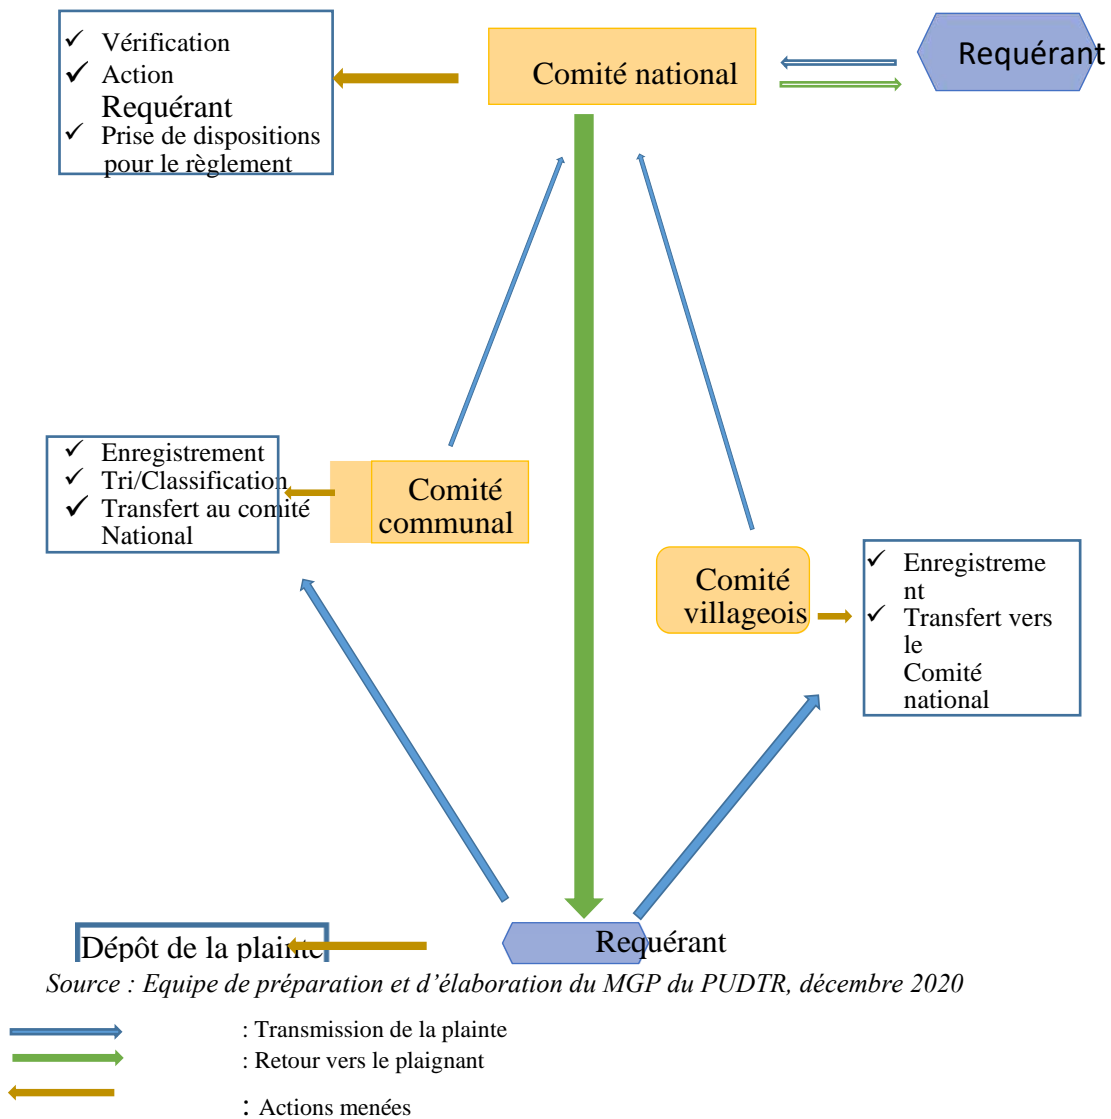 ✓ Vérification
✓ Action
Requérant
✓ Prise de dispositions
pour le règlement
Comité national
Requérant
✓ Enregistrement
✓ Tri/Classification
✓ Transfert au comité
National
Comité
communal
Comité
villageois
✓ Enregistreme
nt
✓ Transfert vers
le
Comité
national
Dépôt de la plainte
Requérant
Source : Equipe de préparation et d’élaboration du MGP du PUDTR, décembre 2020
: Transmission de la plainte
: Retour vers le plaignant
: Actions menées